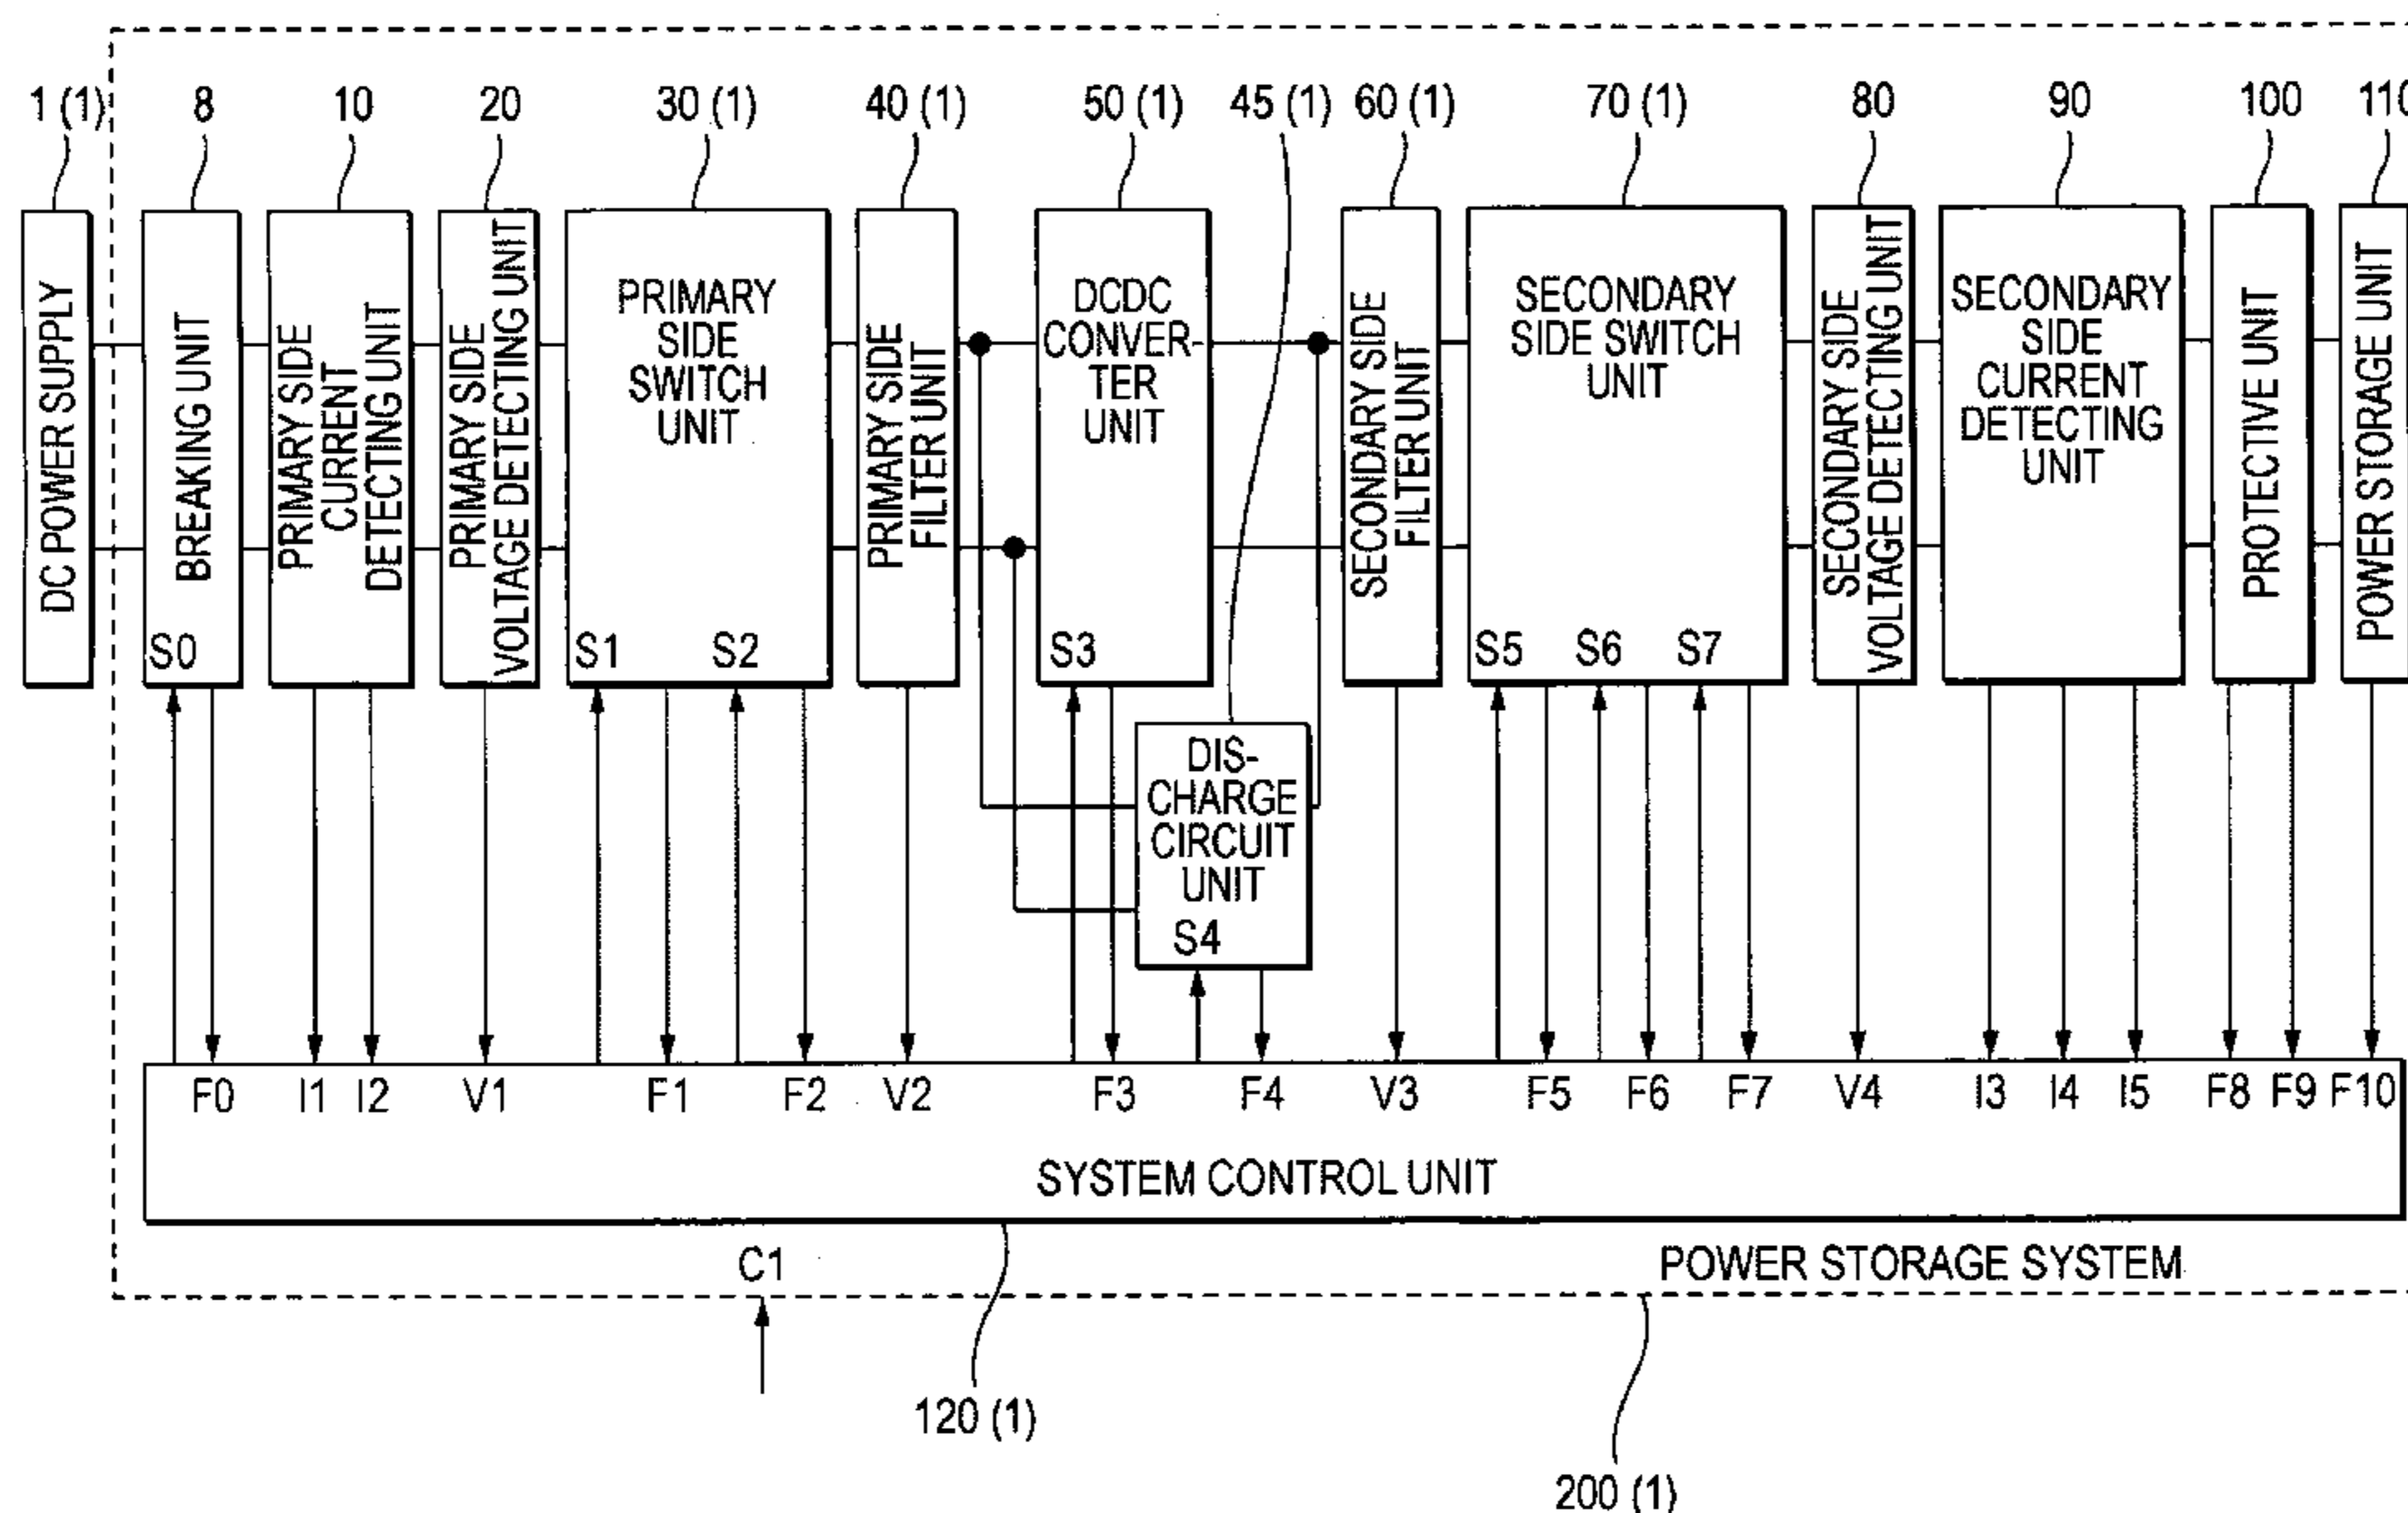 1 (1)
8
10
20
30 (1)
40 (1)
50 (1)
45 (1)
60 (1)
70 (1)
80
90
100
110
DC POWER SUPPLY
BREAKING UNIT
S0
PRIMARY SIDE
CURRENT
DETECTING UNIT
PRIMARY SIDE
VOLTAGE DETECTING UNIT
PRIMARY
SIDE
SWITCH
UNIT
S1
S2
PRIMARY SIDE
FILTER UNIT
DCDC
CONVER-
TER
UNIT
S3
DIS-
CHARGE
CIRCUIT
UNIT
S4
SECONDARY SIDE
FILTER UNIT
SECONDARY
SIDE SWITCH
UNIT
S5
S6
S7
SECONDARY SIDE
VOLTAGE DETECTING UNIT
SECONDARY
SIDE
CURRENT
DETECTING
UNIT
PROTECTIVE UNIT
POWER STORAGE UNIT
F0
I1
I2
V1
F1
F2
V2
F3
F4
V3
F5
F6
F7
V4
I3
I4
I5
F8
F9
F10
SYSTEM CONTROL UNIT
C1
POWER STORAGE SYSTEM
120 (1)
200 (1)